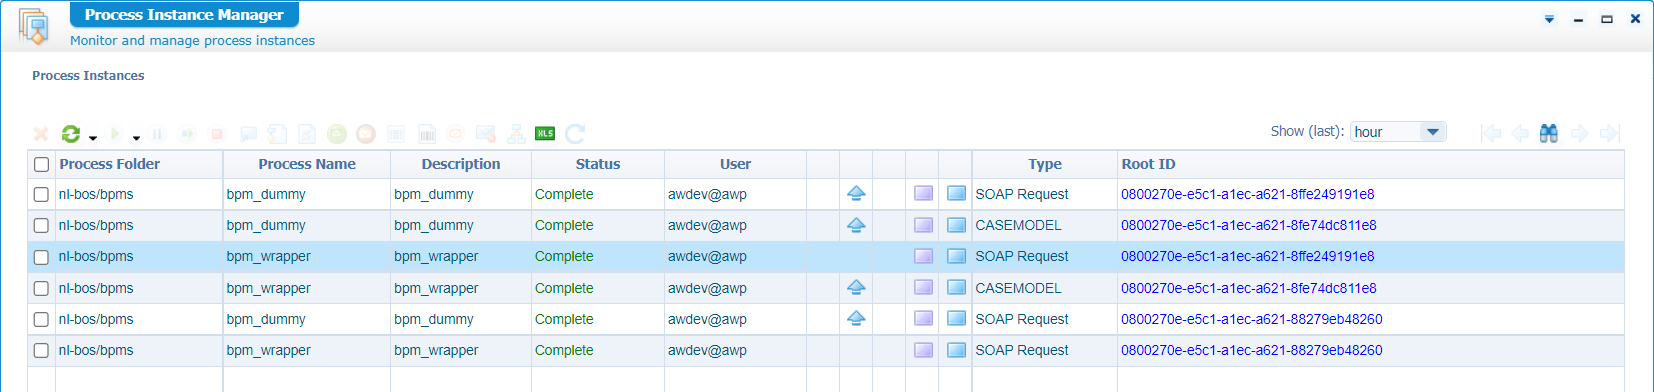 Process Instance Manager
Monitor and manage process instances
Process Instances
XLS Show (last): hour
Process Folder Process Name Description Status User Type Root ID
nl-bos/bpms bpm_dummy bpm_dummy Complete awdev@awp SOAP Request 0800270e-e5c1-a1ec-a621-8ffe249191e8
nl-bos/bpms bpm_dummy bpm_dummy Complete awdev@awp CASEMODEL 0800270e-e5c1-a1ec-a621-8fe74dc811e8
nl-bos/bpms bpm_wrapper bpm_wrapper Complete awdev@awp SOAP Request 0800270e-e5c1-a1ec-a621-8ffe249191e8
nl-bos/bpms bpm_wrapper bpm_wrapper Complete awdev@awp CASEMODEL 0800270e-e5c1-a1ec-a621-8fe74dc811e8
nl-bos/bpms bpm_dummy bpm_dummy Complete awdev@awp SOAP Request 0800270e-e5c1-a1ec-a621-88279eb48260
nl-bos/bpms bpm_wrapper bpm_wrapper Complete awdev@awp SOAP Request 0800270e-e5c1-a1ec-a621-88279eb48260